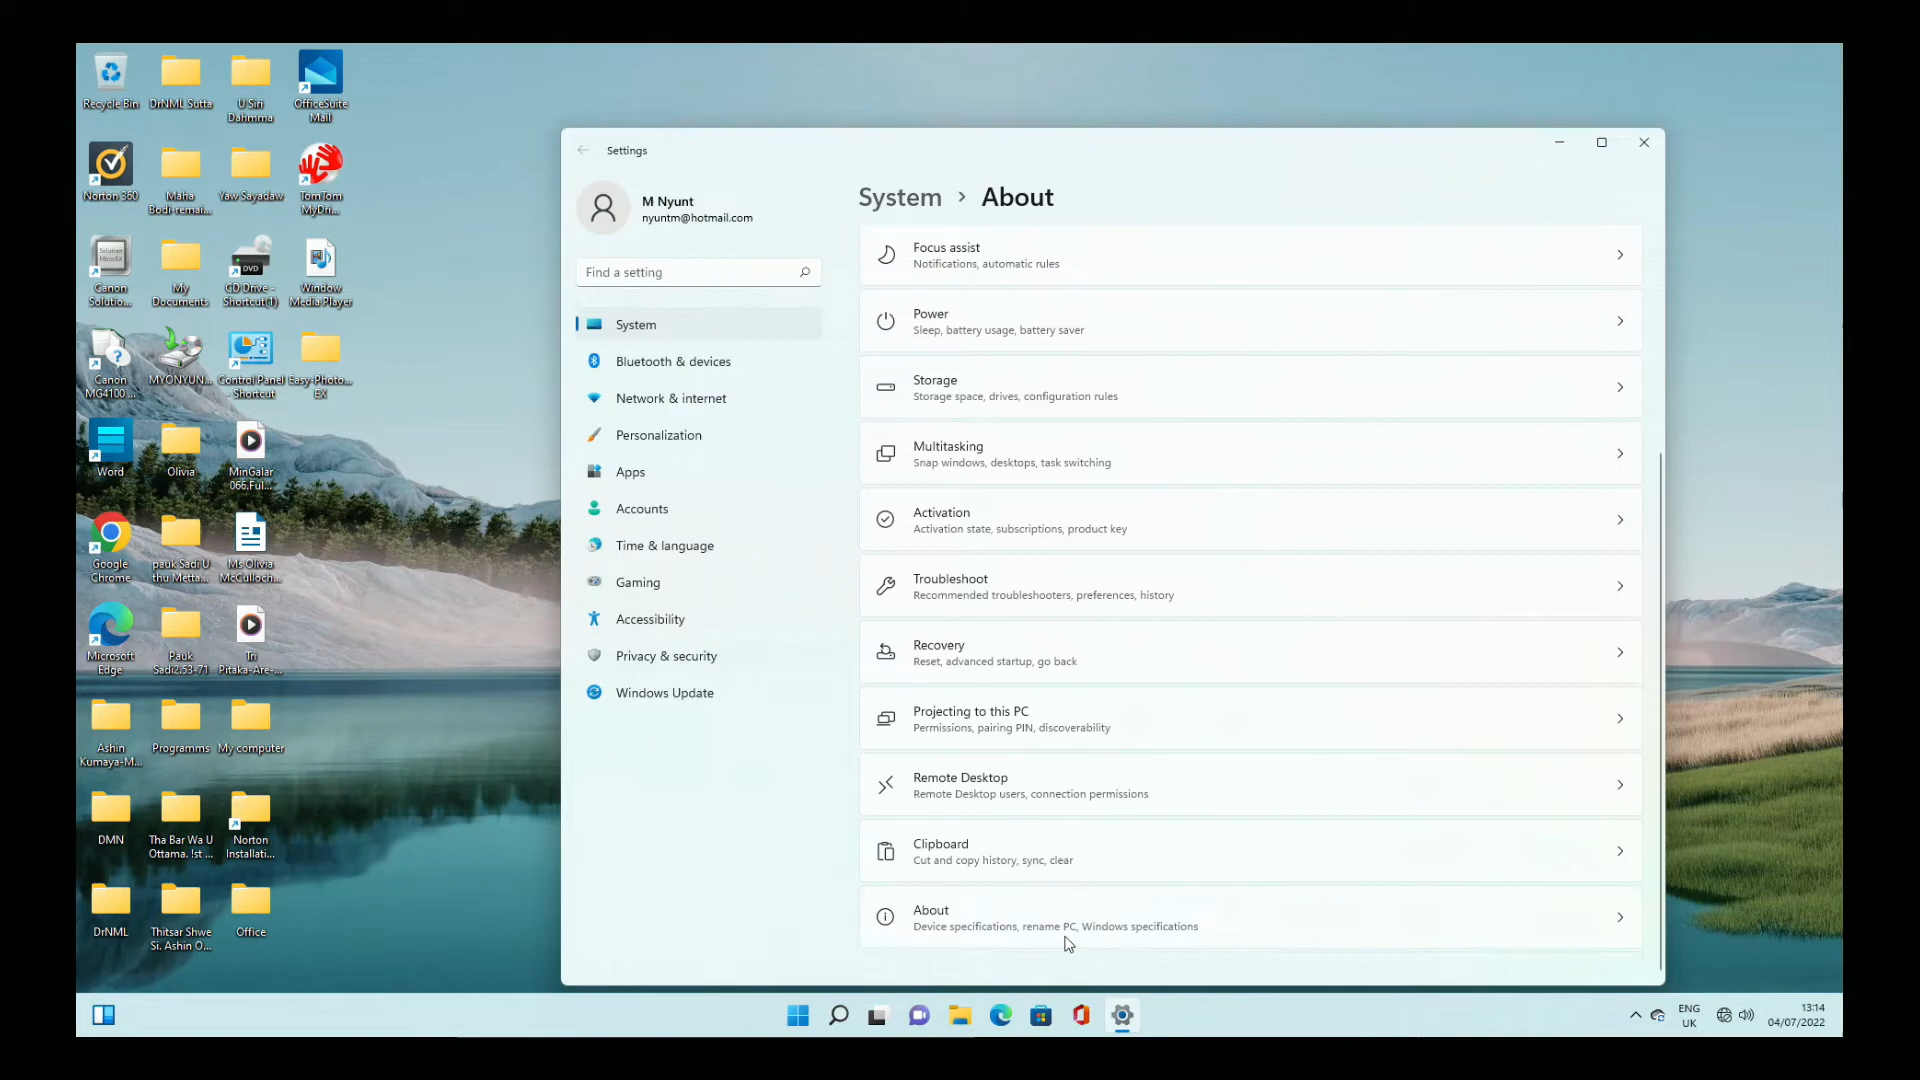 Recycle Bin
DrNML Sutta
U Siri
Dahmma
OfficeSuite
Mail
Norton 360
Maha
Bodi-remai...
Yaw Sayadaw
TomTom
MyDri...
Solution
MenuEX
Canon
Solutio...
My
Documents
DVD
CD Drive -
Shortcut(1)
Window
Media Player
Canon
MG4100 ...
MYONYUN...
Control Panel
- Shortcut
Easy-Photo...
EX
Word
Olivia
MinGalar
066.Ful...
Google
Chrome
pauk Sadi U
thu Metta...
Ms Olivia
McCulloch...
Microsoft
Edge
Pauk
Sadi2.53-71
Tri
Pitaka-Are-...
Ashin
Kumaya-M...
Programms
My computer
DMN
Tha Bar Wa U
Ottama. !st ...
Norton
Installati...
DrNML
Thitsar Shwe
Si. Ashin O...
Office
Settings
M Nyunt
nyuntm@hotmail.com
Find a setting
System
Bluetooth & devices
Network & internet
Personalization
Apps
Accounts
Time & language
Gaming
Accessibility
Privacy & security
Windows Update
System > About
Focus assist
Notifications, automatic rules
Power
Sleep, battery usage, battery saver
Storage
Storage space, drives, configuration rules
Multitasking
Snap windows, desktops, task switching
Activation
Activation state, subscriptions, product key
Troubleshoot
Recommended troubleshooters, preferences, history
Recovery
Reset, advanced startup, go back
Projecting to this PC
Permissions, pairing PIN, discoverability
Remote Desktop
Remote Desktop users, connection permissions
Clipboard
Cut and copy history, sync, clear
About
Device specifications, rename PC, Windows specifications
ENG
UK
13:14
04/07/2022